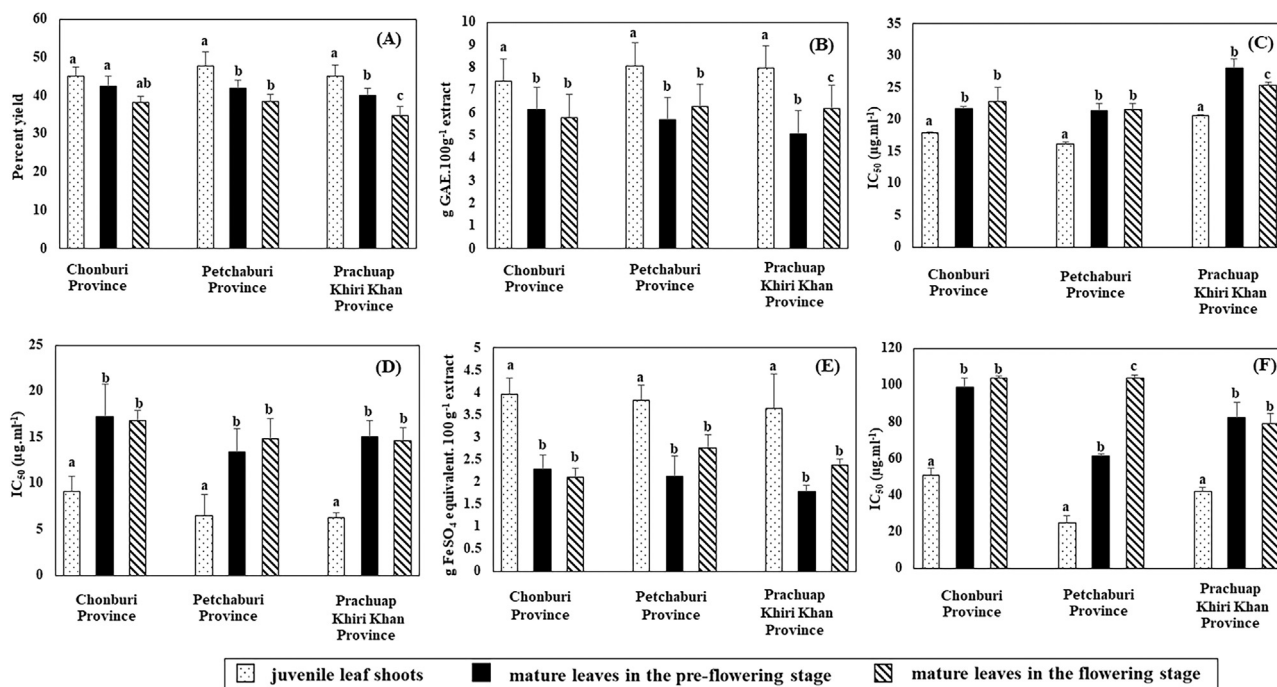 60
50
40
30
20
10
0
Percent yield
(A)
a
a
ab
a
b
b
a
b
c
Chonburi
Province
Petchaburi
Province
Prachuap
Khiri Khan
Province
10
9
8
7
6
5
4
3
2
1
0
g GAE.100g⁻¹ extract
(B)
a
b
b
a
b
b
a
b
c
Chonburi
Province
Petchaburi
Province
Prachuap
Khiri Khan
Province
35
30
25
20
15
10
5
0
IC₅₀ (µg.ml⁻¹)
(C)
a
b
b
a
b
b
a
b
c
Chonburi
Province
Petchaburi
Province
Prachuap
Khiri Khan
Province
25
20
15
10
5
0
IC₅₀ (µg.ml⁻¹)
(D)
a
b
b
a
b
b
a
b
b
Chonburi
Province
Petchaburi
Province
Prachuap
Khiri Khan
Province
5
4.5
4
3.5
3
2.5
2
1.5
1
0.5
0
g FeSO₄ equivalent. 100 g⁻¹ extract
(E)
a
b
b
a
b
b
a
b
b
Chonburi
Province
Petchaburi
Province
Prachuap
Khiri Khan
Province
120
100
80
60
40
20
0
IC₅₀ (µg.ml⁻¹)
(F)
a
b
b
a
b
c
a
b
b
Chonburi
Province
Petchaburi
Province
Prachuap
Khiri Khan
Province
juvenile leaf shoots mature leaves in the pre-flowering stage mature leaves in the flowering stage